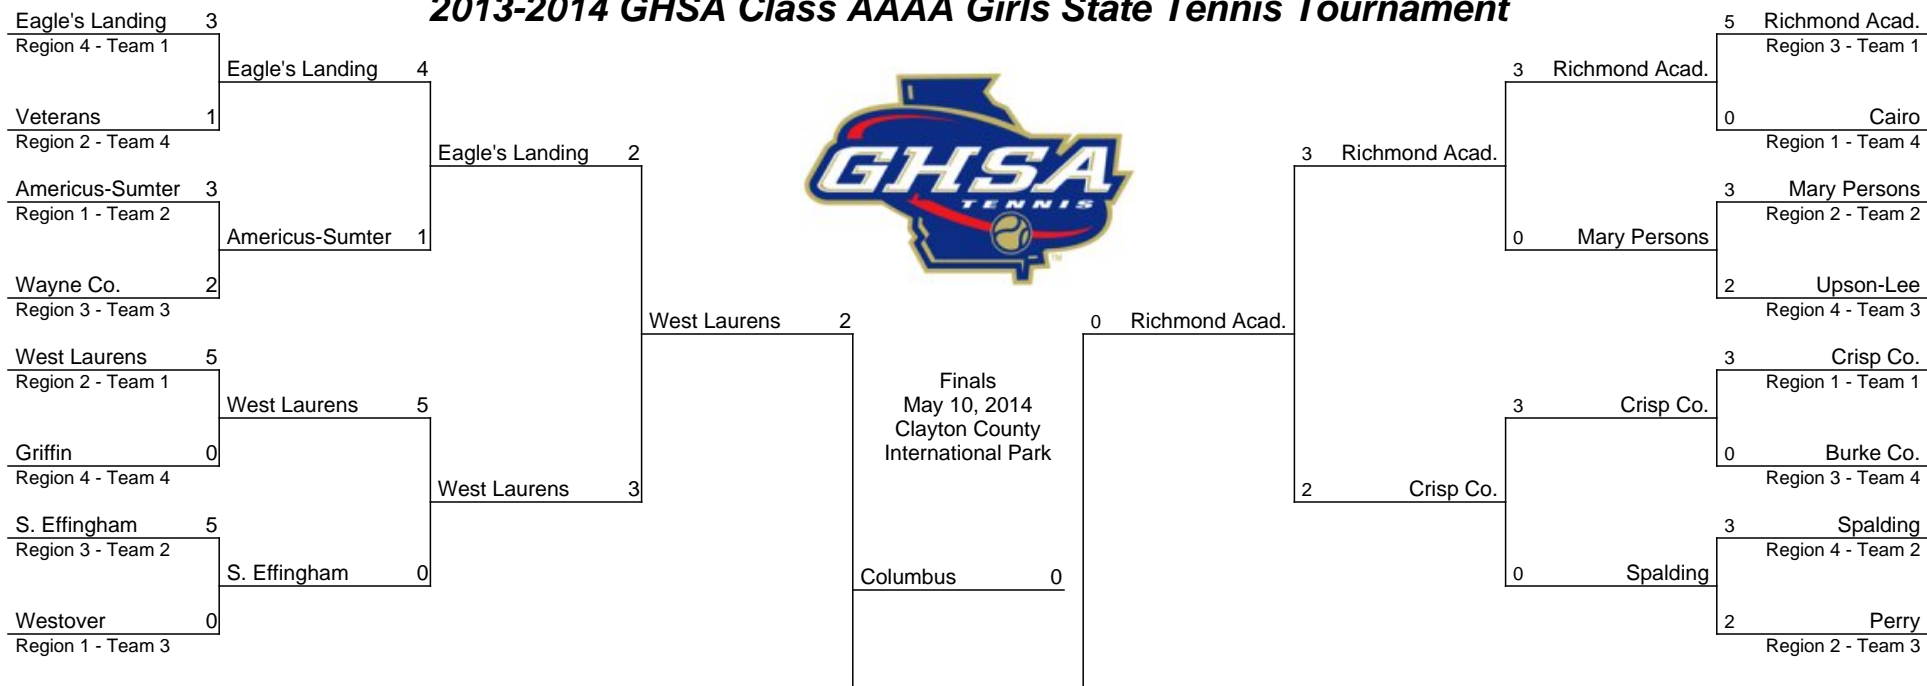 2013-2014 GHSA Class AAAA Girls State Tennis Tournament
Eagle's Landing 3
Region 4 - Team 1
Veterans 1
Region 2 - Team 4
Americus-Sumter 3
Region 1 - Team 2
Wayne Co. 2
Region 3 - Team 3
West Laurens 5
Region 2 - Team 1
Griffin 0
Region 4 - Team 4
S. Effingham 5
Region 3 - Team 2
Westover 0
Region 1 - Team 3
Eagle's Landing 4
Americus-Sumter 1
West Laurens 5
S. Effingham 0
Eagle's Landing 2
West Laurens 3
West Laurens 2
Columbus 0
GHSA
TENNIS
TM
Finals
May 10, 2014
Clayton County
International Park
0 Richmond Acad.
3 Richmond Acad.
2 Crisp Co.
3 Richmond Acad.
0 Mary Persons
3 Crisp Co.
0 Spalding
5 Richmond Acad.
Region 3 - Team 1
0 Cairo
Region 1 - Team 4
3 Mary Persons
Region 2 - Team 2
2 Upson-Lee
Region 4 - Team 3
3 Crisp Co.
Region 1 - Team 1
0 Burke Co.
Region 3 - Team 4
3 Spalding
Region 4 - Team 2
2 Perry
Region 2 - Team 3